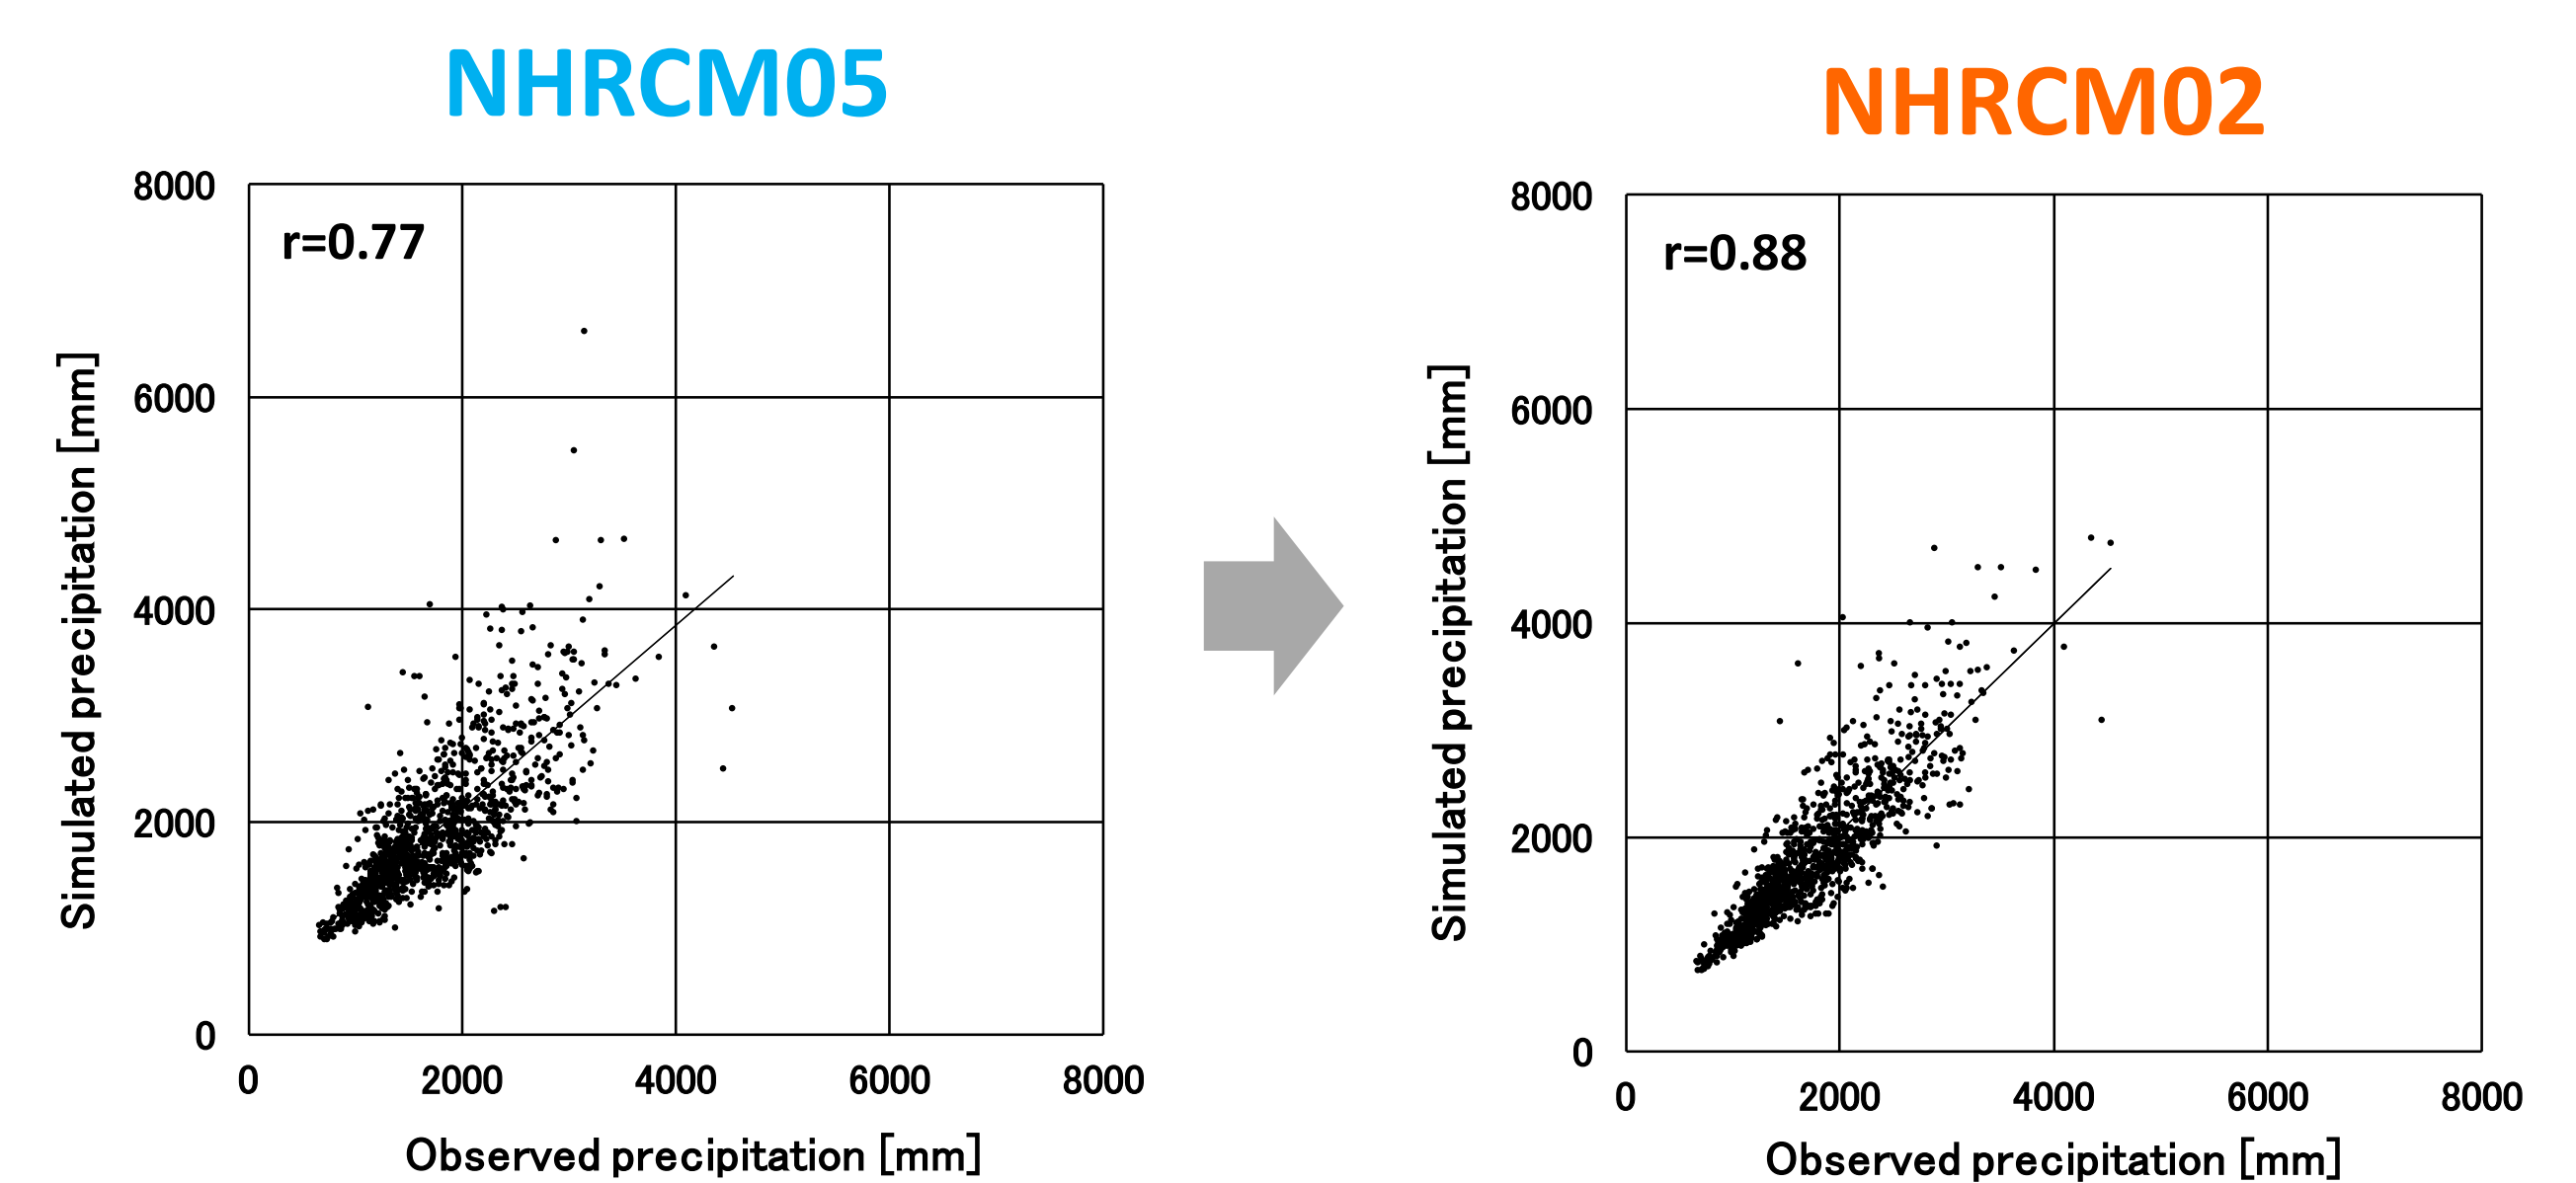 NHRCM05
8000
r=0.77
6000
4000
2000
0
0 2000 4000 6000 8000
Simulated precipitation [mm]
Observed precipitation [mm]
NHRCM02
8000
r=0.88
6000
4000
2000
0
0 2000 4000 6000 8000
Simulated precipitation [mm]
Observed precipitation [mm]